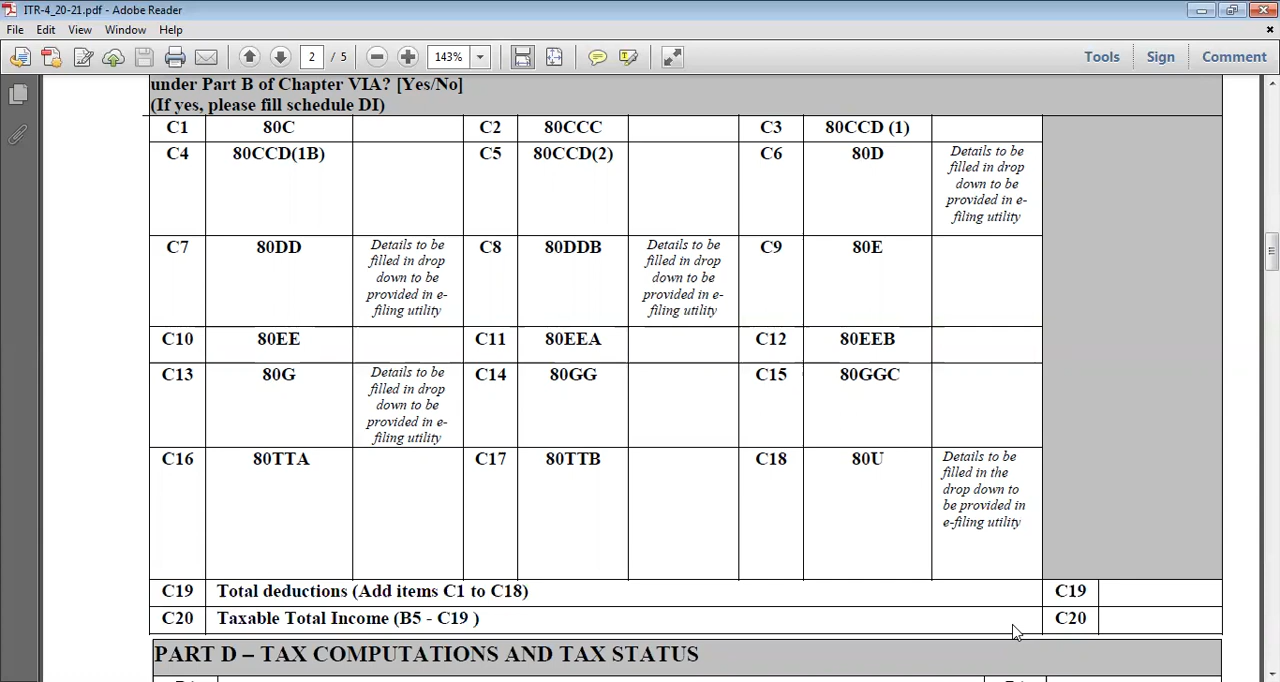 ITR-4_20-21.pdf - Adobe Reader
File Edit View Window Help
2 / 5 143% Tools Sign Comment
under Part B of Chapter VIA? [Yes/No]
(If yes, please fill schedule DI)
C1 80C C2 80CCC C3 80CCD (1)
C4 80CCD(1B) C5 80CCD(2) C6 80D Details to be
filled in drop
down to be
provided in e-
filing utility
C7 80DD Details to be C8 80DDB Details to be C9 80E
filled in drop filled in drop
down to be down to be
provided in e- provided in e-
filing utility filing utility
C10 80EE C11 80EEA C12 80EEB
C13 80G Details to be C14 80GG C15 80GGC
filled in drop
down to be
provided in e-
filing utility
C16 80TTA C17 80TTB C18 80U Details to be
filled in the
drop down to
be provided in
e-filing utility
C19 Total deductions (Add items C1 to C18) C19
C20 Taxable Total Income (B5 - C19 ) C20
PART D – TAX COMPUTATIONS AND TAX STATUS